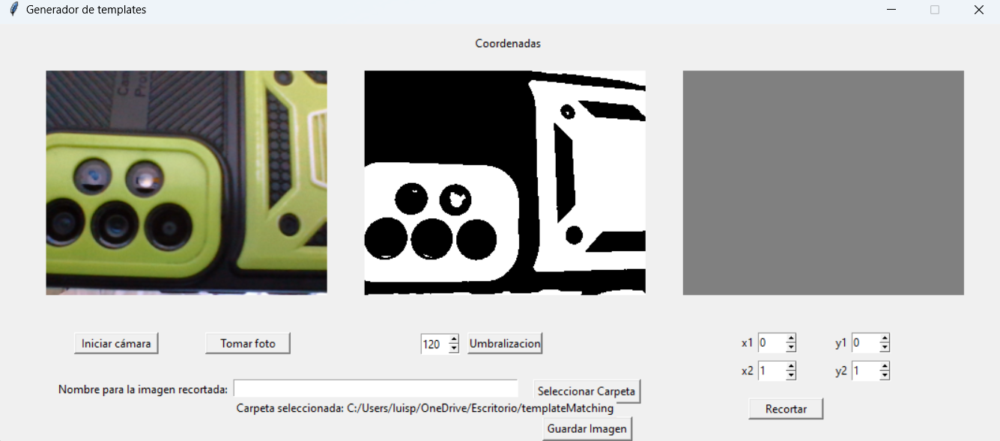 Generador de templates
Coordenadas
Iniciar cámara
Tomar foto
120
Umbralizacion
x1 0
y1 0
x2 1
y2 1
Nombre para la imagen recortada:
Seleccionar Carpeta
Carpeta seleccionada: C:/Users/luisp/OneDrive/Escritorio/templateMatching
Recortar
Guardar Imagen